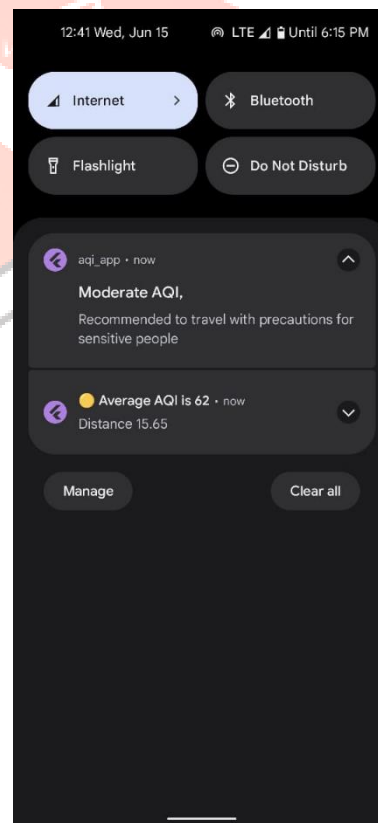 12:41 Wed, Jun 15 LTE Until 6:15 PM
Internet Bluetooth
Flashlight Do Not Disturb
aqi_app • now
Moderate AQI,
Recommended to travel with precautions for
sensitive people
Average AQI is 62 • now
Distance 15.65
Manage Clear all